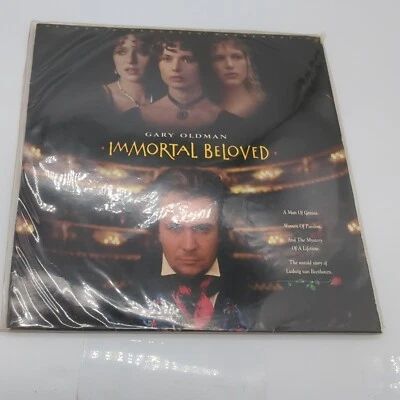 GARY OLDMAN
IMMORTAL BELOVED
A Man Of Genius.
Women Of Passion.
And The Mystery
Of A Lifetime.
The untold story of
Ludwig van Beethoven.